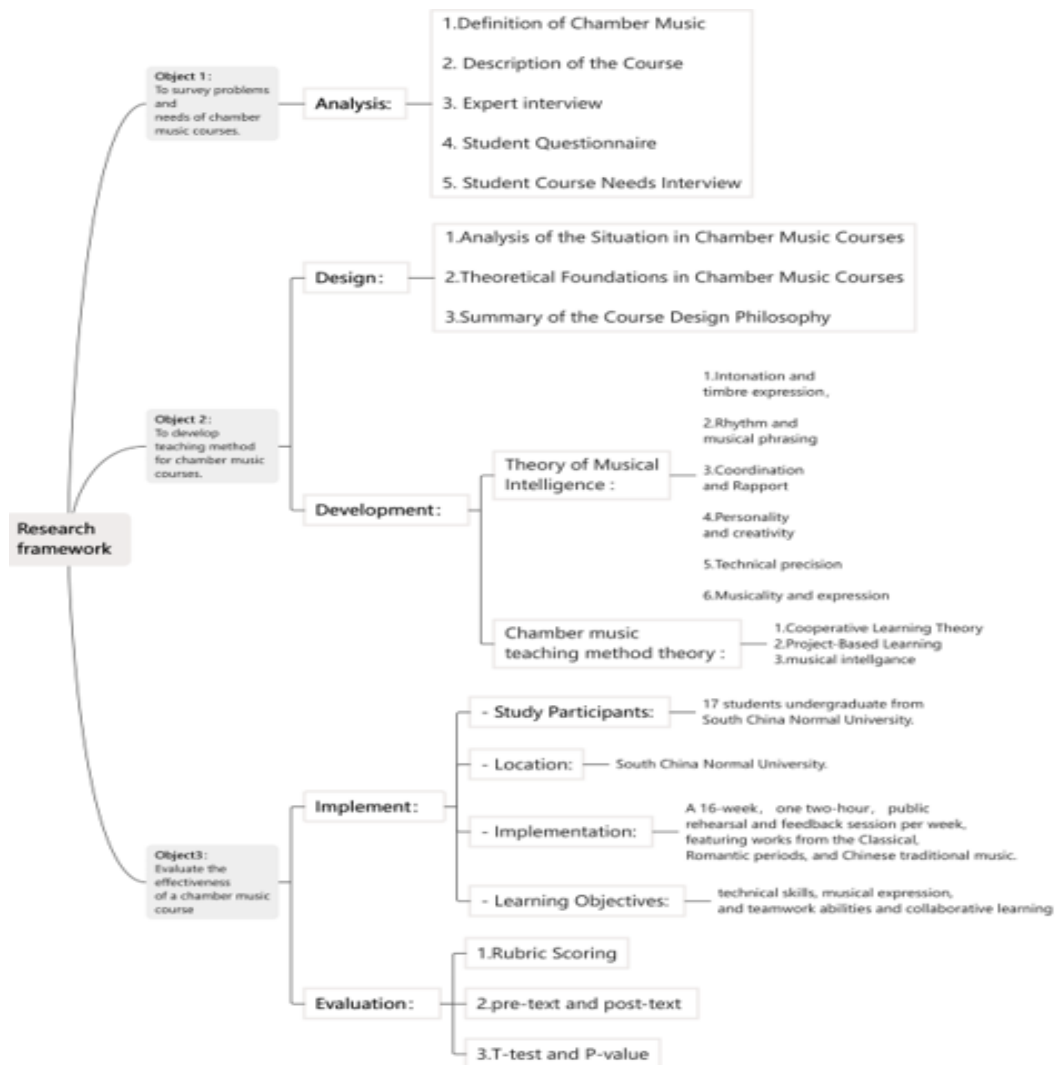 Research
framework
Object 1:
To survey problems
and
needs of chamber
music courses.
Analysis:
1.Definition of Chamber Music
2. Description of the Course
3. Expert interview
4. Student Questionnaire
5. Student Course Needs Interview
Object 2:
To develop
teaching method
for chamber music
courses.
Design:
1.Analysis of the Situation in Chamber Music Courses
2.Theoretical Foundations in Chamber Music Courses
3.Summary of the Course Design Philosophy
Development:
Theory of Musical
Intelligence :
1.Intonation and
timbre expression,
2.Rhythm and
musical phrasing
3.Coordination
and Rapport
4.Personality
and creativity
5.Technical precision
6.Musicality and expression
Chamber music
teaching method theory :
1.Cooperative Learning Theory
2.Project-Based Learning
3.musical intellgance
Object3:
Evaluate the
effectiveness
of a chamber music
course
Implement:
- Study Participants:
17 students undergraduate from
South China Normal University.
- Location:
South China Normal University.
- Implementation:
A 16-week, one two-hour, public
rehearsal and feedback session per week,
featuring works from the Classical,
Romantic periods, and Chinese traditional music.
- Learning Objectives:
technical skills, musical expression,
and teamwork abilities and collaborative learning
Evaluation:
1.Rubric Scoring
2.pre-text and post-text
3.T-test and P-value